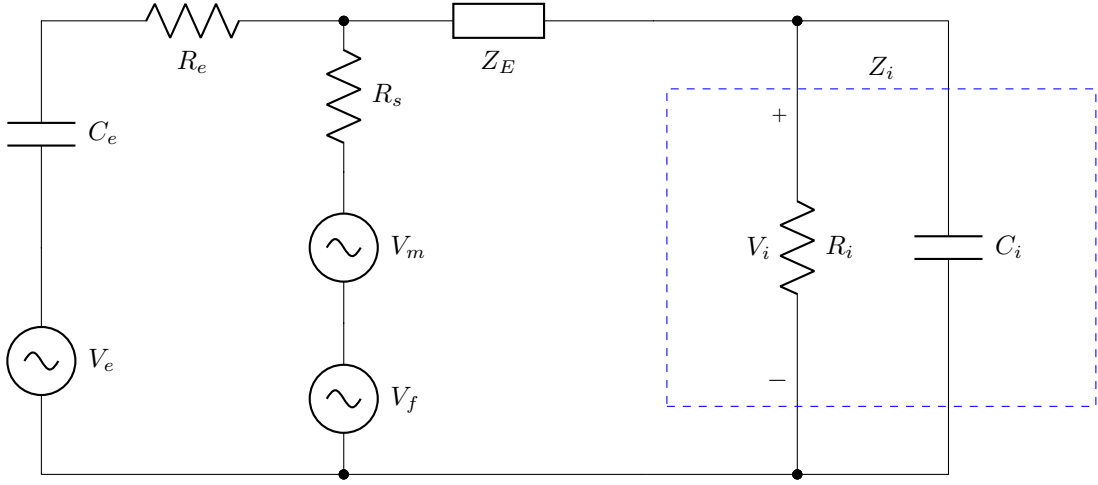 R_e
Z_E
Z_i
C_e
R_s
+
V_m
V_i
R_i
C_i
V_e
−
V_f